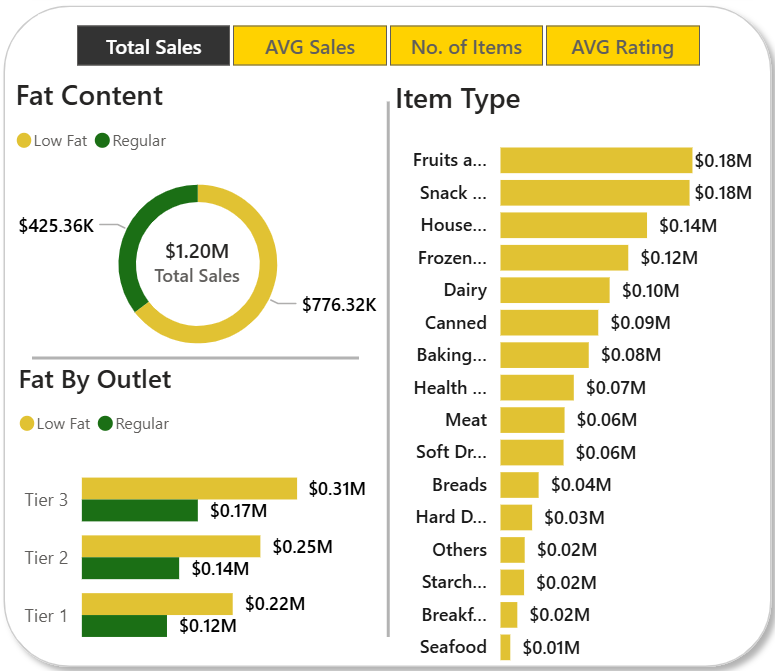 Total Sales
AVG Sales
No. of Items
AVG Rating
Fat Content
Low Fat
Regular
$425.36K
$1.20M
Total Sales
$776.32K
Fat By Outlet
Low Fat
Regular
Tier 3
$0.31M
$0.17M
Tier 2
$0.25M
$0.14M
Tier 1
$0.22M
$0.12M
Item Type
Fruits a... $0.18M
Snack ... $0.18M
House... $0.14M
Frozen... $0.12M
Dairy $0.10M
Canned $0.09M
Baking... $0.08M
Health ... $0.07M
Meat $0.06M
Soft Dr... $0.06M
Breads $0.04M
Hard D... $0.03M
Others $0.02M
Starch... $0.02M
Breakf... $0.02M
Seafood $0.01M